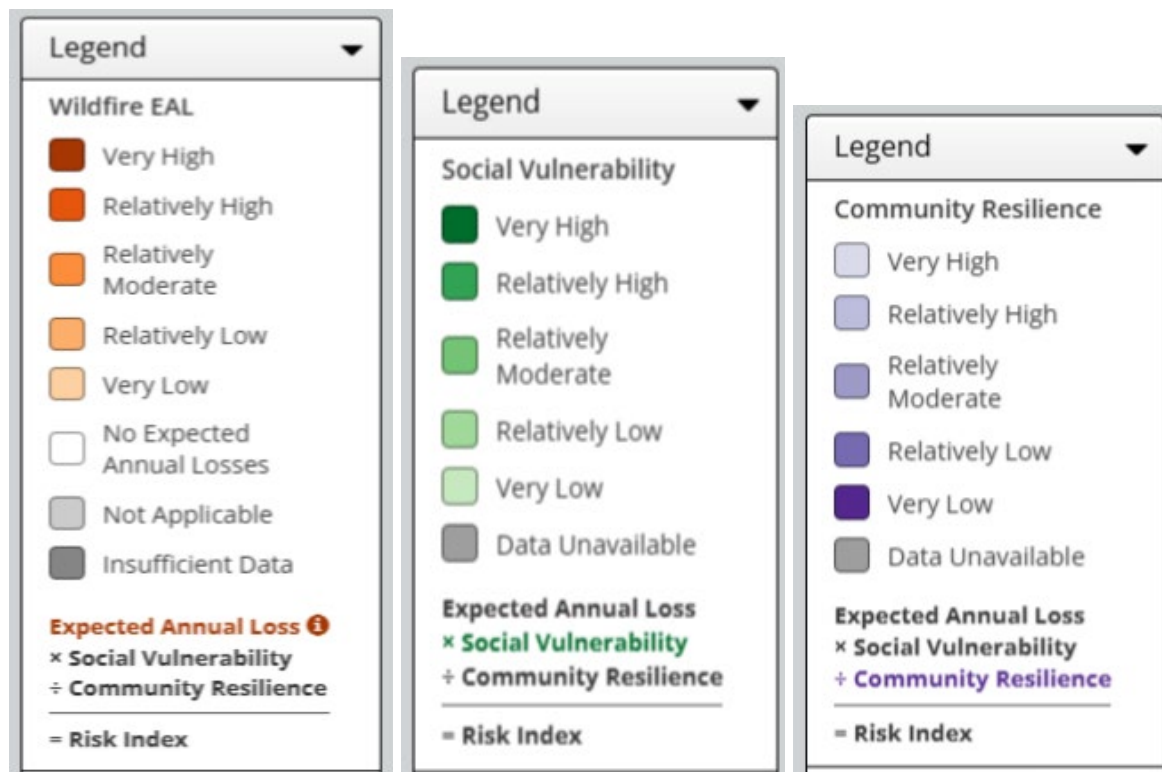 Legend
Wildfire EAL
Very High
Relatively High
Relatively
Moderate
Relatively Low
Very Low
No Expected
Annual Losses
Not Applicable
Insufficient Data
Expected Annual Loss
× Social Vulnerability
÷ Community Resilience
= Risk Index
Legend
Social Vulnerability
Very High
Relatively High
Relatively
Moderate
Relatively Low
Very Low
Data Unavailable
Expected Annual Loss
× Social Vulnerability
÷ Community Resilience
= Risk Index
Legend
Community Resilience
Very High
Relatively High
Relatively
Moderate
Relatively Low
Very Low
Data Unavailable
Expected Annual Loss
× Social Vulnerability
÷ Community Resilience
= Risk Index